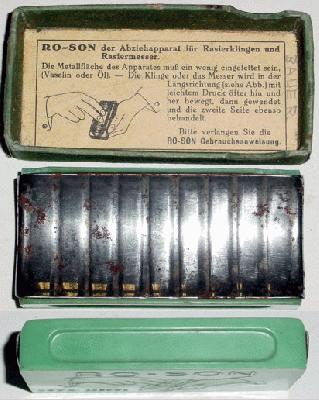 RO-SON der Abziehapparat für Rasierklingen und
Rasiermesser.
Die Metallfläche des Apparates muß ein wenig eingefettet sein,
(Vaselin oder Öl). — Die Klinge oder das Messer wird in der
Längsrichtung (siehe Abb.) mit
leichtem Druck öfter hin und
her bewegt, dann gewendet
und die zweite Seite ebenso
behandelt.
Bitte verlangen Sie die
RO-SON Gebrauchsanweisung.
RO-SON